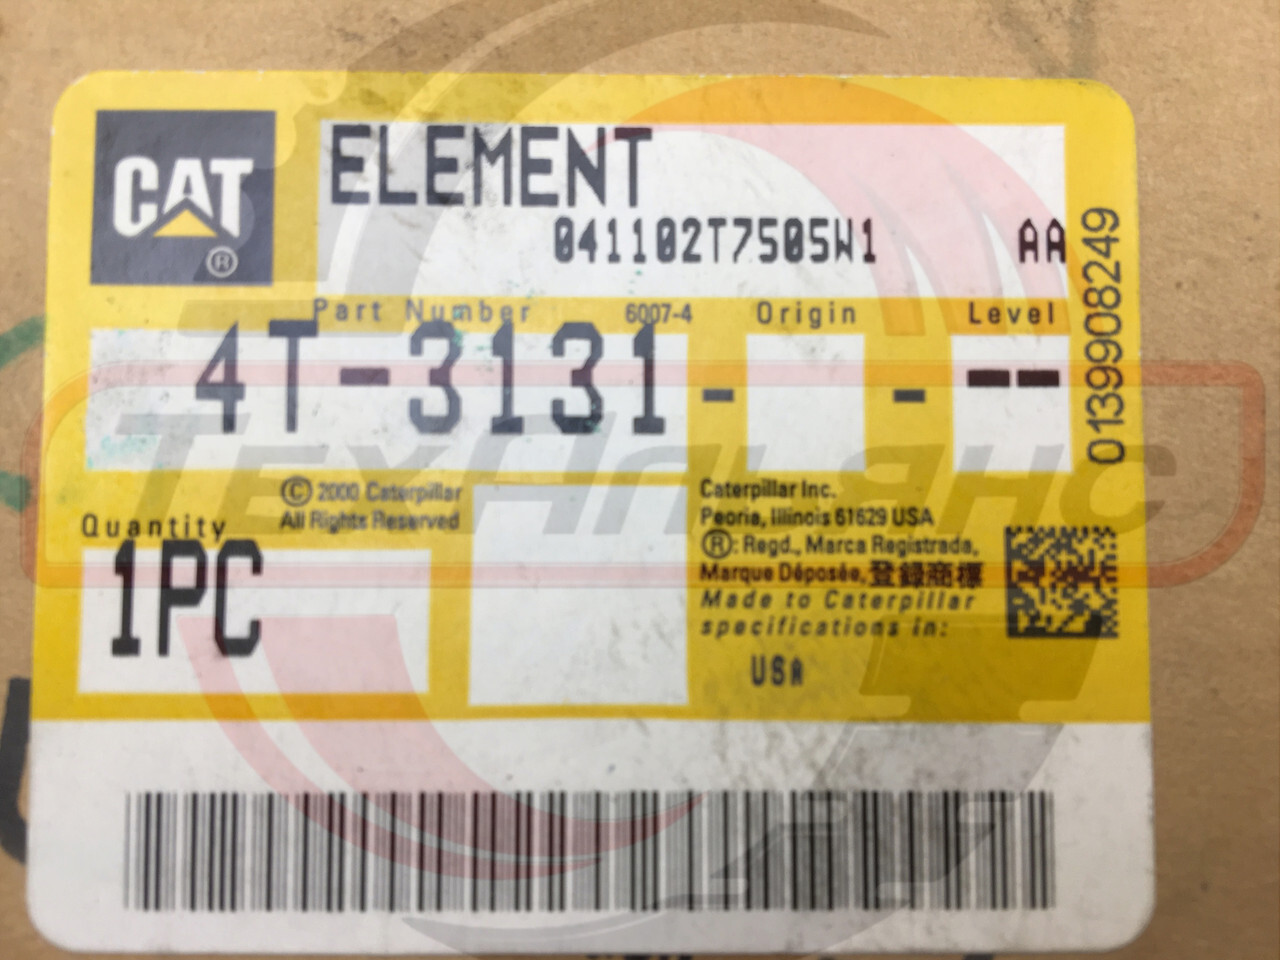 CAT
®
ELEMENT
041102T7505W1 AA
Part Number 6007-4 Origin Level
4T-3131- - --
0139908249
ТехАльянс
Quantity
1PC
© 2000 Caterpillar
All Rights Reserved
Caterpillar Inc.
Peoria, Illinois 61629 USA
®: Regd., Marca Registrada,
Marque Déposée, 登録商標
Made to Caterpillar
specifications in:
USA